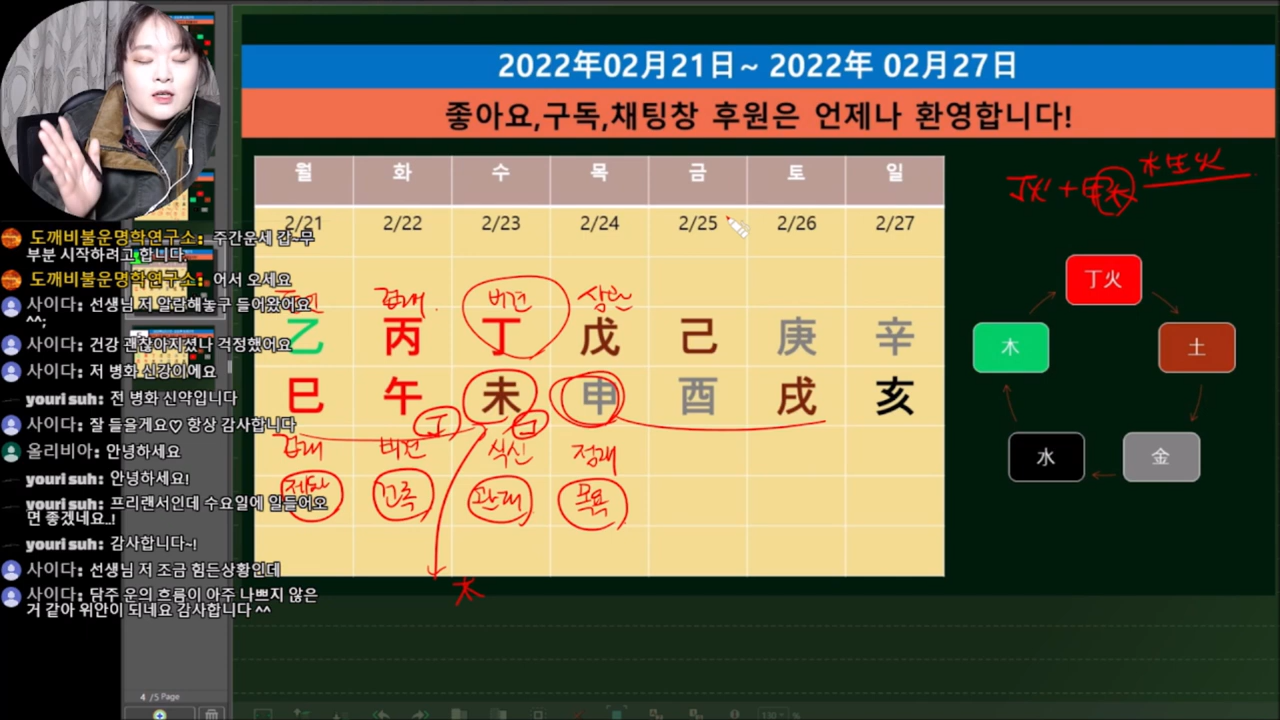 2022年02月21日~ 2022年 02月27日
좋아요,구독,채팅창 후원은 언제나 환영합니다!
월 화 수 목 금 토 일
2/21 2/22 2/23 2/24 2/25 2/26 2/27
겁재 편견 상관
乙 丙 丁 戊 己 庚 辛
巳 午 未 申 酉 戌 亥
겁재 비견 식신 정재
건록 관대 목욕
木
丁火
木
土
水
金
水生火
도깨비불운명학연구소: 주간운세 갑~무
부분 시작하려고 합니다.
도깨비불운명학연구소: 어서 오세요
사이다: 선생님 저 알람해놓구 들어왔어요
^^;
사이다: 건강 괜찮아지셨나 걱정했어요
사이다: 저 병화 신강이에요
youri suh: 전 병화 신약입니다
사이다: 잘 들을게요♡ 항상 감사합니다
올리비아: 안녕하세요
youri suh: 안녕하세요!
youri suh: 프리랜서인데 수요일에 일들어오
면 좋겠네요..!
youri suh: 감사합니다~!
사이다: 선생님 저 조금 힘든상황인데
사이다: 담주 운의 흐름이 아주 나쁘지 않은
거 같아 위안이 되네요 감사합니다 ^^
4 /5 Page
130
%